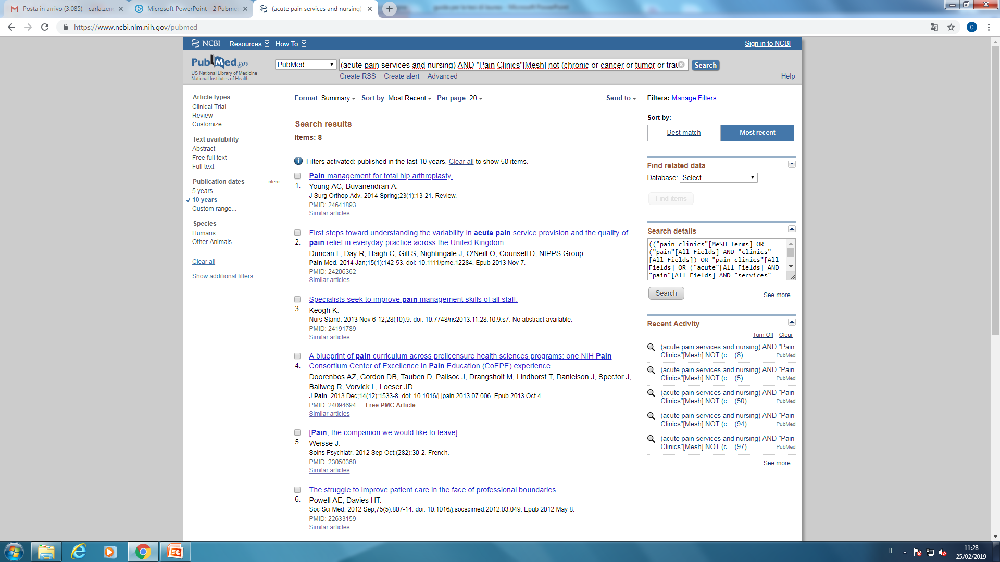 Posta in arrivo (3.085) - carla.zen
Microsoft PowerPoint - 2 Pubme
(acute pain services and nursing)
https://www.ncbi.nlm.nih.gov/pubmed
C
NCBI Resources How To
Sign in to NCBI
PubMed.gov
US National Library of Medicine
National Institutes of Health
PubMed
(acute pain services and nursing) AND "Pain Clinics"[Mesh] not (chronic or cancer or tumor or trau
Search
Create RSS Create alert Advanced
Help
Article types
Clinical Trial
Review
Customize ...
Text availability
Abstract
Free full text
Full text
Publication dates clear
5 years
10 years
Custom range...
Species
Humans
Other Animals
Clear all
Show additional filters
Format: Summary Sort by: Most Recent Per page: 20
Send to
Search results
Items: 8
Filters activated: published in the last 10 years. Clear all to show 50 items.
Pain management for total hip arthroplasty.
1. Young AC, Buvanendran A.
J Surg Orthop Adv. 2014 Spring;23(1):13-21. Review.
PMID: 24641893
Similar articles
First steps toward understanding the variability in acute pain service provision and the quality of
2. pain relief in everyday practice across the United Kingdom.
Duncan F, Day R, Haigh C, Gill S, Nightingale J, O'Neill O, Counsell D; NIPPS Group.
Pain Med. 2014 Jan;15(1):142-53. doi: 10.1111/pme.12284. Epub 2013 Nov 7.
PMID: 24206362
Similar articles
Specialists seek to improve pain management skills of all staff.
3. Keogh K.
Nurs Stand. 2013 Nov 6-12;28(10):9. doi: 10.7748/ns2013.11.28.10.9.s7. No abstract available.
PMID: 24191789
Similar articles
A blueprint of pain curriculum across prelicensure health sciences programs: one NIH Pain
4. Consortium Center of Excellence in Pain Education (CoEPE) experience.
Doorenbos AZ, Gordon DB, Tauben D, Palisoc J, Drangsholt M, Lindhorst T, Danielson J, Spector J,
Ballweg R, Vorvick L, Loeser JD.
J Pain. 2013 Dec;14(12):1533-8. doi: 10.1016/j.jpain.2013.07.006. Epub 2013 Oct 4.
PMID: 24094694 Free PMC Article
Similar articles
[Pain, the companion we would like to leave].
5. Weisse J.
Soins Psychiatr. 2012 Sep-Oct;(282):30-2. French.
PMID: 23050360
Similar articles
The struggle to improve patient care in the face of professional boundaries.
6. Powell AE, Davies HT.
Soc Sci Med. 2012 Sep;75(5):807-14. doi: 10.1016/j.socscimed.2012.03.049. Epub 2012 May 8.
PMID: 22633159
Similar articles
Filters: Manage Filters
Sort by:
Best match Most recent
Find related data
Database: Select
Find items
Search details
(("pain clinics"[MeSH Terms] OR
("pain"[All Fields] AND "clinics"
[All Fields]) OR "pain clinics"[All
Fields] OR ("acute"[All Fields] AND
"pain"[All Fields] AND "services"
Search
See more...
Recent Activity
Turn Off Clear
(acute pain services and nursing) AND "Pain
Clinics"[Mesh] NOT (c... (8) PubMed
(acute pain services and nursing) AND "Pain
Clinics"[Mesh] NOT (c... (5) PubMed
(acute pain services and nursing) AND "Pain
Clinics"[Mesh] NOT (c... (50) PubMed
(acute pain services and nursing) AND "Pain
Clinics"[Mesh] NOT (c... (94) PubMed
(acute pain services and nursing) AND "Pain
Clinics"[Mesh] NOT (c... (97) PubMed
See more...
IT
11:28
25/02/2019